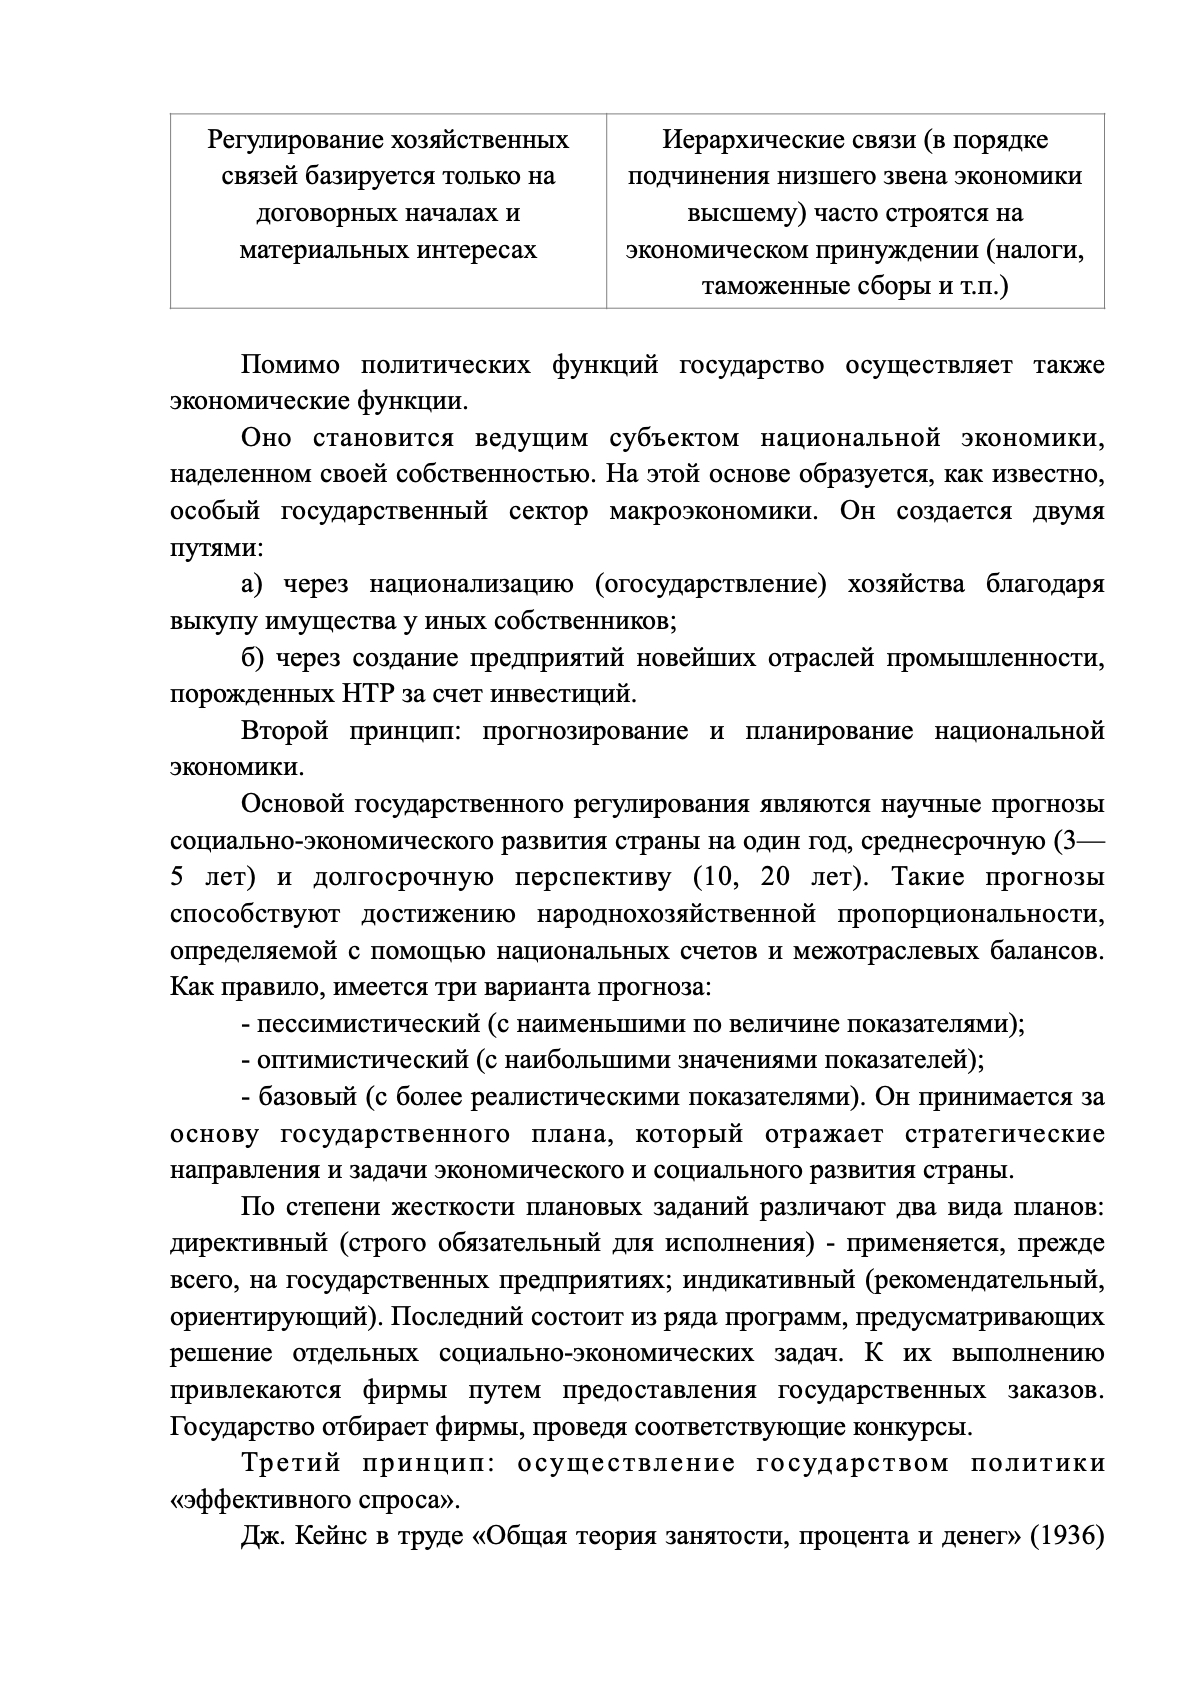 Регулирование хозяйственных
связей базируется только на
договорных началах и
материальных интересах
Иерархические связи (в порядке
подчинения низшего звена экономики
высшему) часто строятся на
экономическом принуждении (налоги,
таможенные сборы и т.п.)
Помимо политических функций государство осуществляет также
экономические функции.
Оно становится ведущим субъектом национальной экономики,
наделенном своей собственностью. На этой основе образуется, как известно,
особый государственный сектор макроэкономики. Он создается двумя
путями:
а) через национализацию (огосударствление) хозяйства благодаря
выкупу имущества у иных собственников;
б) через создание предприятий новейших отраслей промышленности,
порожденных НТР за счет инвестиций.
Второй принцип: прогнозирование и планирование национальной
экономики.
Основой государственного регулирования являются научные прогнозы
социально-экономического развития страны на один год, среднесрочную (3—
5 лет) и долгосрочную перспективу (10, 20 лет). Такие прогнозы
способствуют достижению народнохозяйственной пропорциональности,
определяемой с помощью национальных счетов и межотраслевых балансов.
Как правило, имеется три варианта прогноза:
- пессимистический (с наименьшими по величине показателями);
- оптимистический (с наибольшими значениями показателей);
- базовый (с более реалистическими показателями). Он принимается за
основу государственного плана, который отражает стратегические
направления и задачи экономического и социального развития страны.
По степени жесткости плановых заданий различают два вида планов:
директивный (строго обязательный для исполнения) - применяется, прежде
всего, на государственных предприятиях; индикативный (рекомендательный,
ориентирующий). Последний состоит из ряда программ, предусматривающих
решение отдельных социально-экономических задач. К их выполнению
привлекаются фирмы путем предоставления государственных заказов.
Государство отбирает фирмы, проведя соответствующие конкурсы.
Третий принцип: осуществление государством политики
«эффективного спроса».
Дж. Кейнс в труде «Общая теория занятости, процента и денег» (1936)